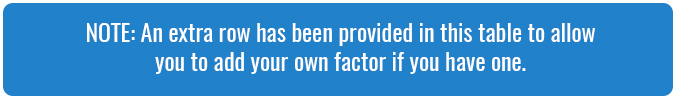 NOTE: An extra row has been provided in this table to allow
you to add your own factor if you have one.